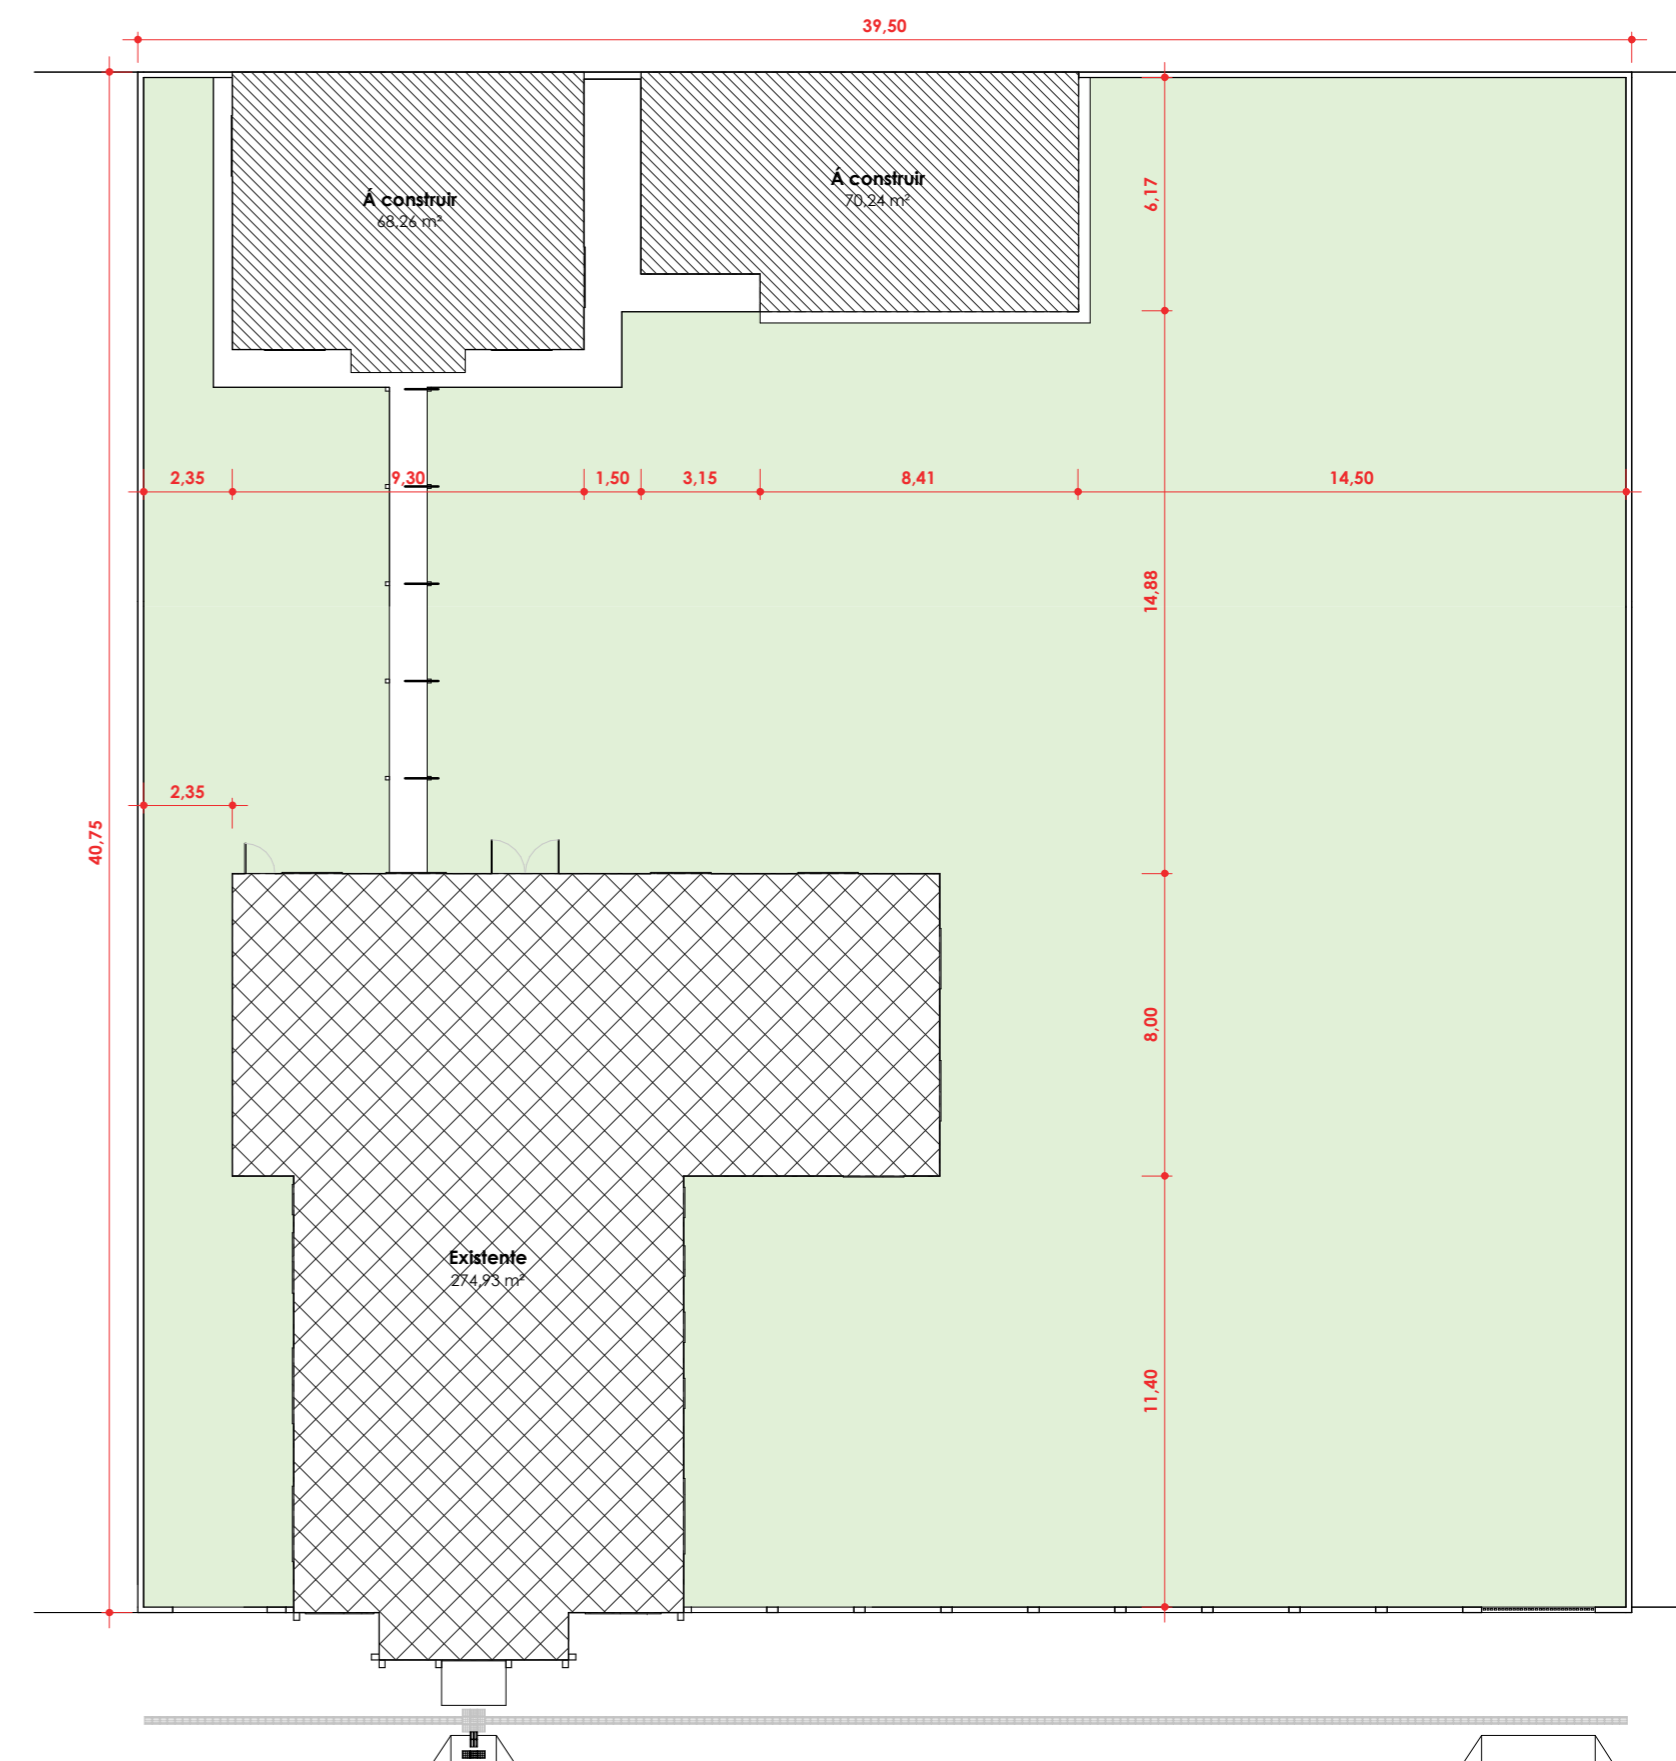 39,50
Á construir
68,26 m²
Á construir
70,24 m²
6,17
2,35
9,30
1,50
3,15
8,41
14,50
14,88
2,35
40,75
8,00
Existente
274,93 m²
11,40